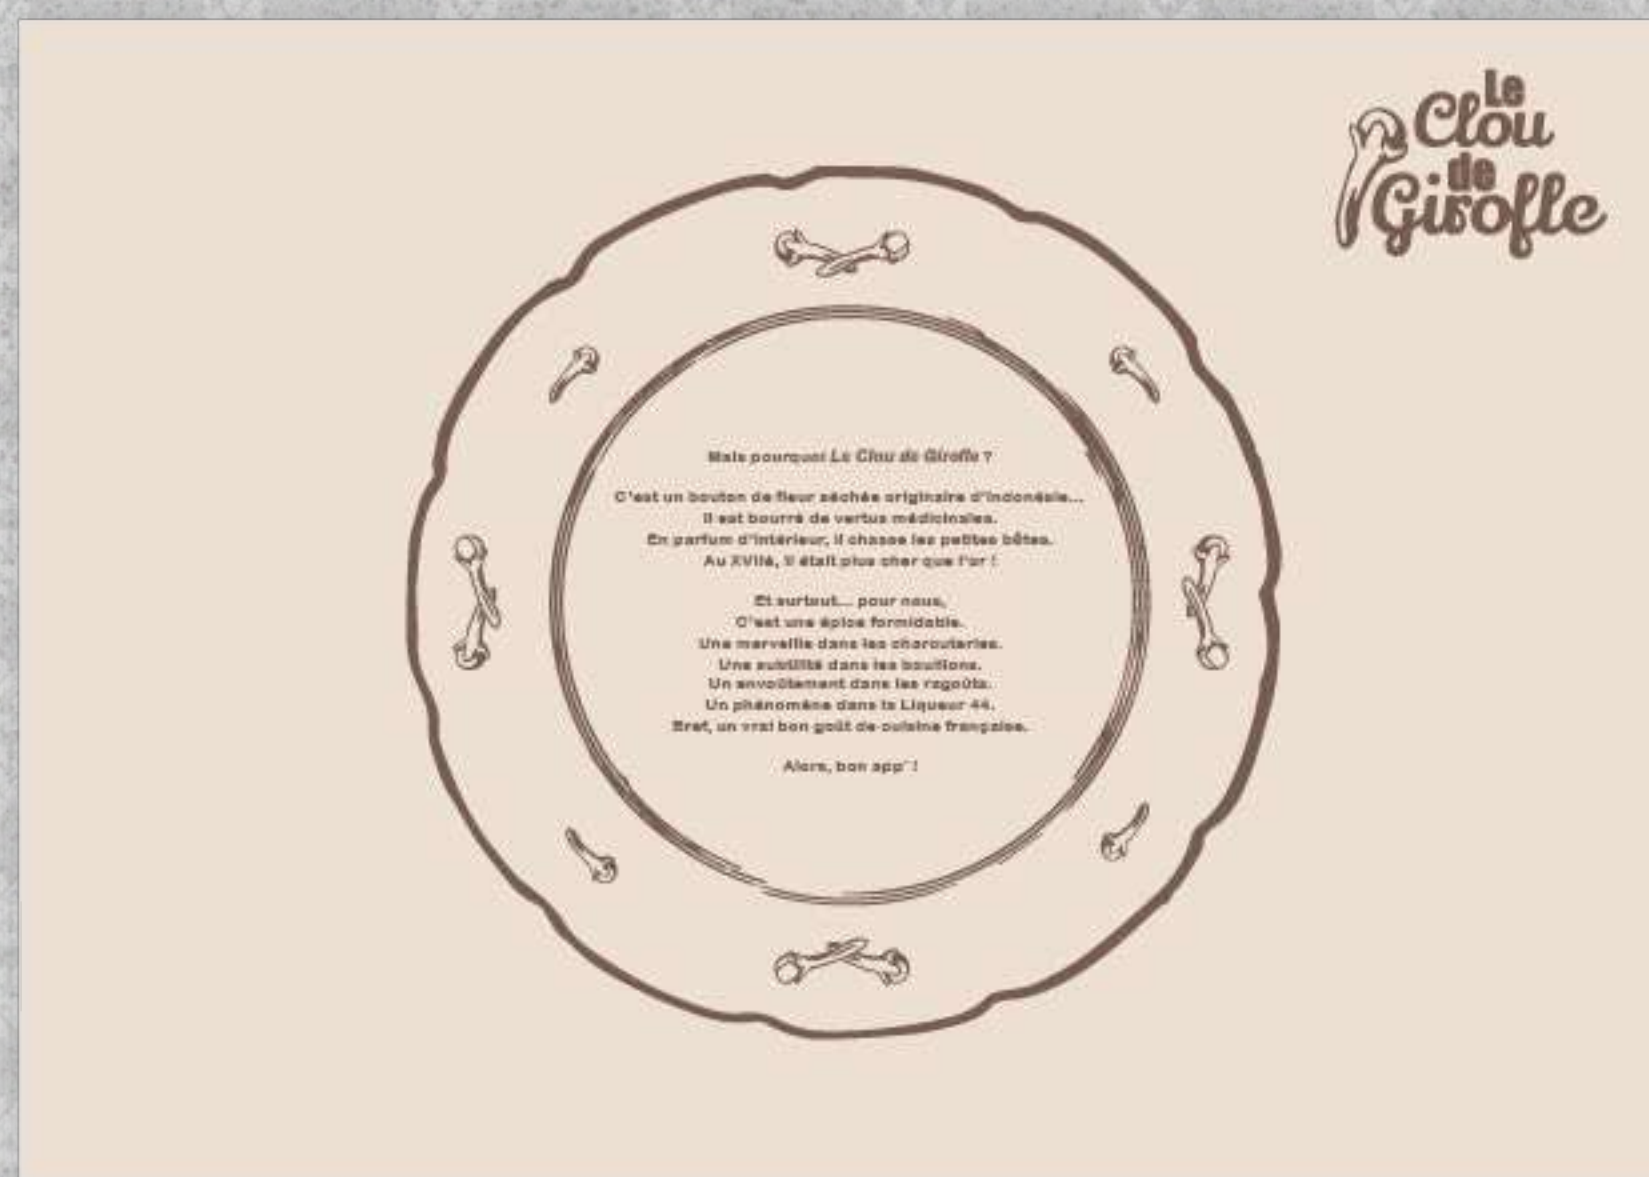 Le
Clou
de
Girofle
Mais pourquoi Le Clou de Girofle ?
C'est un bouton de fleur séchée originaire d'Indonésie...
Il est bourré de vertus médicinales.
En parfum d'intérieur, il chasse les petites bêtes.
Au XVIIè, il était plus cher que l'or !
Et surtout... pour nous,
C'est une épice formidable.
Une merveille dans les charcuteries.
Une subtilité dans les bouillons.
Un envoûtement dans les ragoûts.
Un phénomène dans la Liqueur 44.
Bref, un vrai bon goût de cuisine française.
Alors, bon app' !